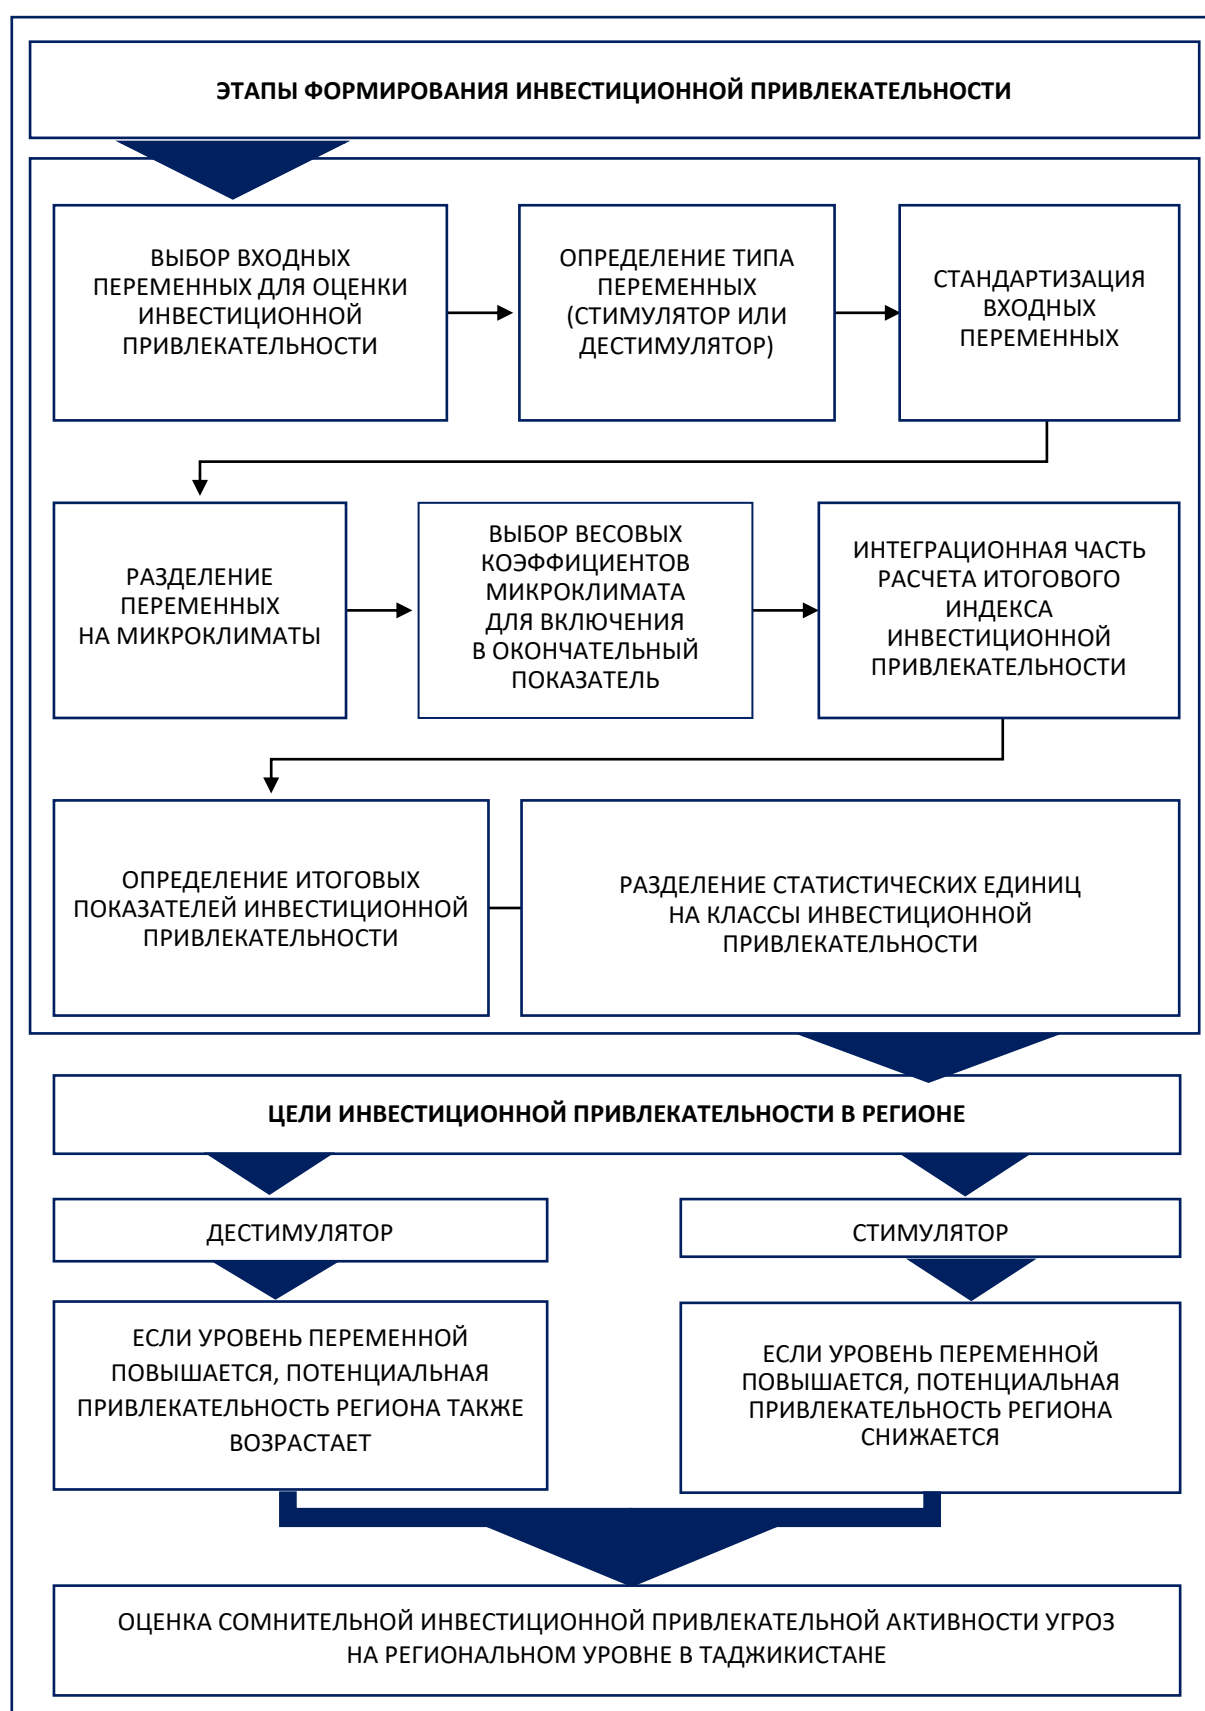 ЭТАПЫ ФОРМИРОВАНИЯ ИНВЕСТИЦИОННОЙ ПРИВЛЕКАТЕЛЬНОСТИ
ВЫБОР ВХОДНЫХ
ПЕРЕМЕННЫХ ДЛЯ ОЦЕНКИ
ИНВЕСТИЦИОННОЙ
ПРИВЛЕКАТЕЛЬНОСТИ
ОПРЕДЕЛЕНИЕ ТИПА
ПЕРЕМЕННЫХ
(СТИМУЛЯТОР ИЛИ
ДЕСТИМУЛЯТОР)
СТАНДАРТИЗАЦИЯ
ВХОДНЫХ
ПЕРЕМЕННЫХ
РАЗДЕЛЕНИЕ
ПЕРЕМЕННЫХ
НА МИКРОКЛИМАТЫ
ВЫБОР ВЕСОВЫХ
КОЭФФИЦИЕНТОВ
МИКРОКЛИМАТА
ДЛЯ ВКЛЮЧЕНИЯ
В ОКОНЧАТЕЛЬНЫЙ
ПОКАЗАТЕЛЬ
ИНТЕГРАЦИОННАЯ ЧАСТЬ
РАСЧЕТА ИТОГОВОГО
ИНДЕКСА
ИНВЕСТИЦИОННОЙ
ПРИВЛЕКАТЕЛЬНОСТИ
ОПРЕДЕЛЕНИЕ ИТОГОВЫХ
ПОКАЗАТЕЛЕЙ ИНВЕСТИЦИОННОЙ
ПРИВЛЕКАТЕЛЬНОСТИ
РАЗДЕЛЕНИЕ СТАТИСТИЧЕСКИХ ЕДИНИЦ
НА КЛАССЫ ИНВЕСТИЦИОННОЙ
ПРИВЛЕКАТЕЛЬНОСТИ
ЦЕЛИ ИНВЕСТИЦИОННОЙ ПРИВЛЕКАТЕЛЬНОСТИ В РЕГИОНЕ
ДЕСТИМУЛЯТОР
СТИМУЛЯТОР
ЕСЛИ УРОВЕНЬ ПЕРЕМЕННОЙ
ПОВЫШАЕТСЯ, ПОТЕНЦИАЛЬНАЯ
ПРИВЛЕКАТЕЛЬНОСТЬ РЕГИОНА ТАКЖЕ
ВОЗРАСТАЕТ
ЕСЛИ УРОВЕНЬ ПЕРЕМЕННОЙ
ПОВЫШАЕТСЯ, ПОТЕНЦИАЛЬНАЯ
ПРИВЛЕКАТЕЛЬНОСТЬ РЕГИОНА
СНИЖАЕТСЯ
ОЦЕНКА СОМНИТЕЛЬНОЙ ИНВЕСТИЦИОННОЙ ПРИВЛЕКАТЕЛЬНОЙ АКТИВНОСТИ УГРОЗ
НА РЕГИОНАЛЬНОМ УРОВНЕ В ТАДЖИКИСТАНЕ